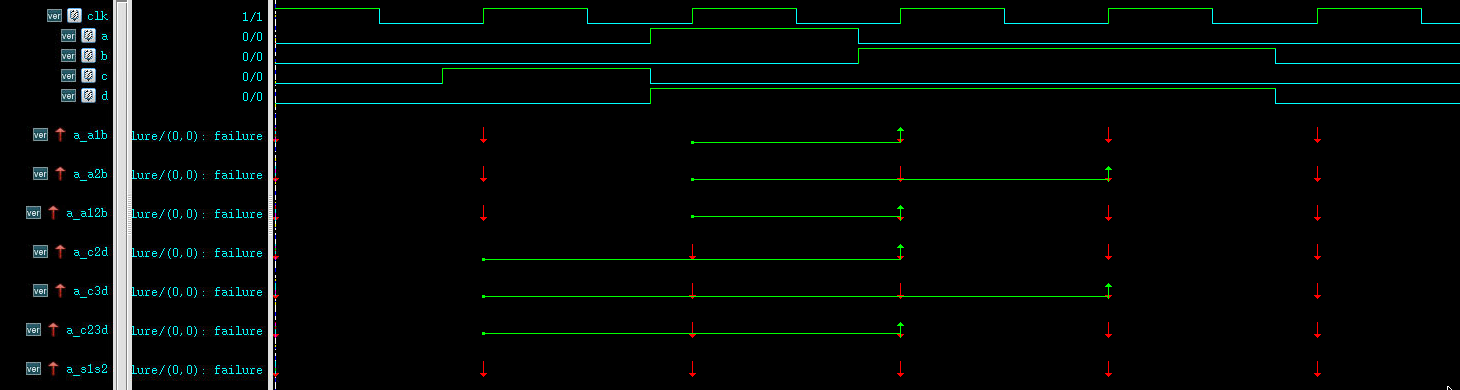 ver clk 1/1
ver a 0/0
ver b 0/0
ver c 0/0
ver d 0/0
ver a_a1b lure/(0,0): failure
ver a_a2b lure/(0,0): failure
ver a_a12b lure/(0,0): failure
ver a_c2d lure/(0,0): failure
ver a_c3d lure/(0,0): failure
ver a_c23d lure/(0,0): failure
ver a_s1s2 lure/(0,0): failure